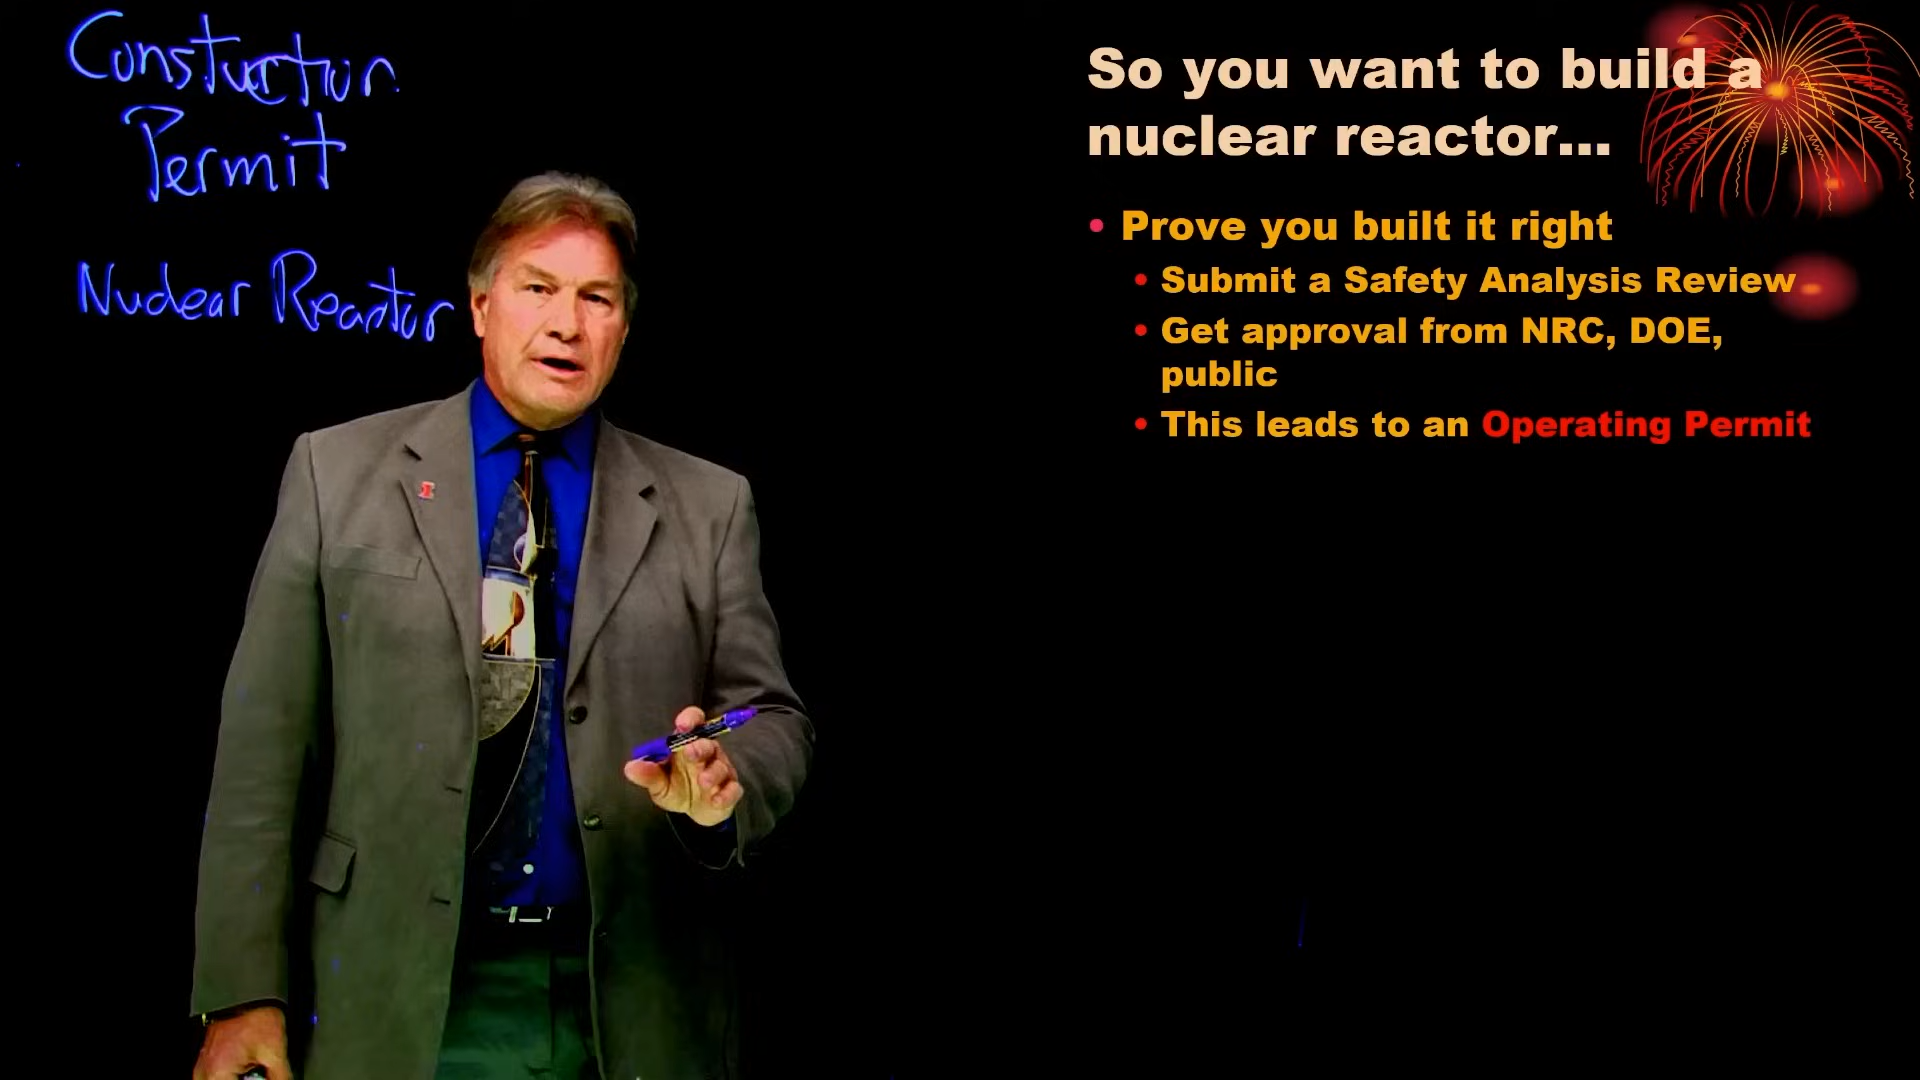 Constuction
Permit
Nuclear Reactor
So you want to build a
nuclear reactor...
• Prove you built it right
• Submit a Safety Analysis Review
• Get approval from NRC, DOE,
public
• This leads to an Operating Permit